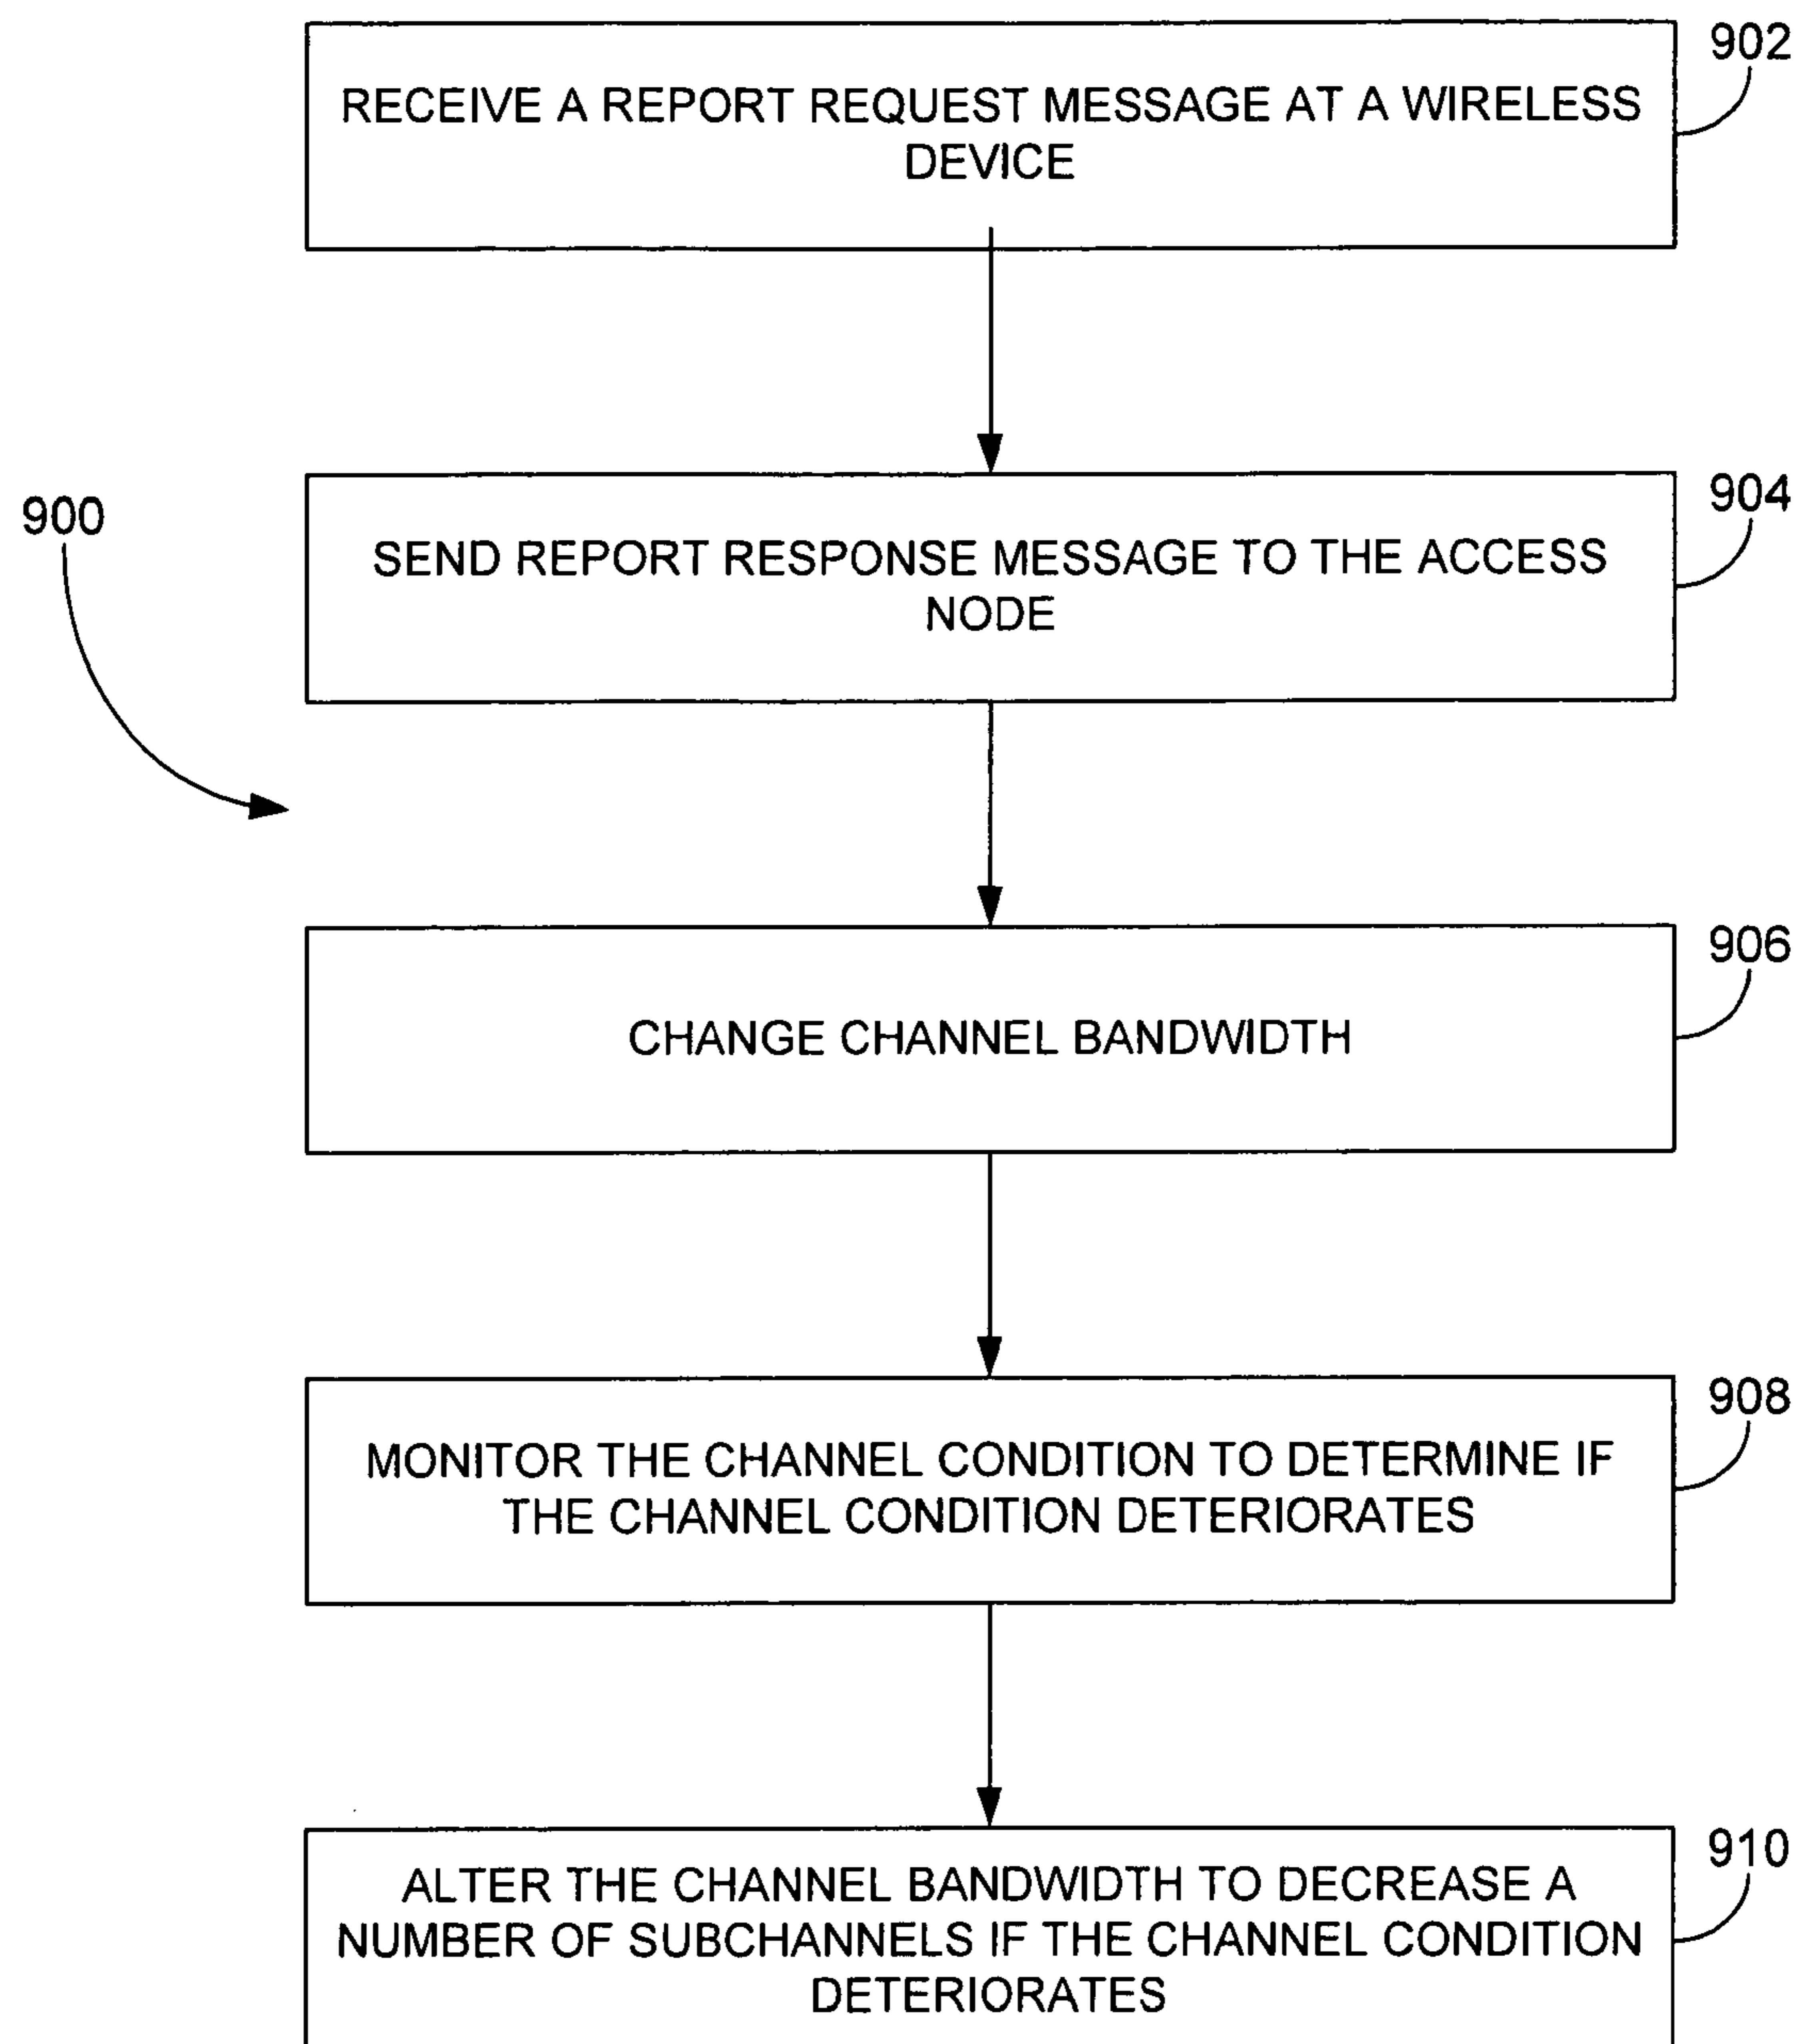 902
RECEIVE A REPORT REQUEST MESSAGE AT A WIRELESS
DEVICE
904
900
SEND REPORT RESPONSE MESSAGE TO THE ACCESS
NODE
906
CHANGE CHANNEL BANDWIDTH
908
MONITOR THE CHANNEL CONDITION TO DETERMINE IF
THE CHANNEL CONDITION DETERIORATES
910
ALTER THE CHANNEL BANDWIDTH TO DECREASE A
NUMBER OF SUBCHANNELS IF THE CHANNEL CONDITION
DETERIORATES